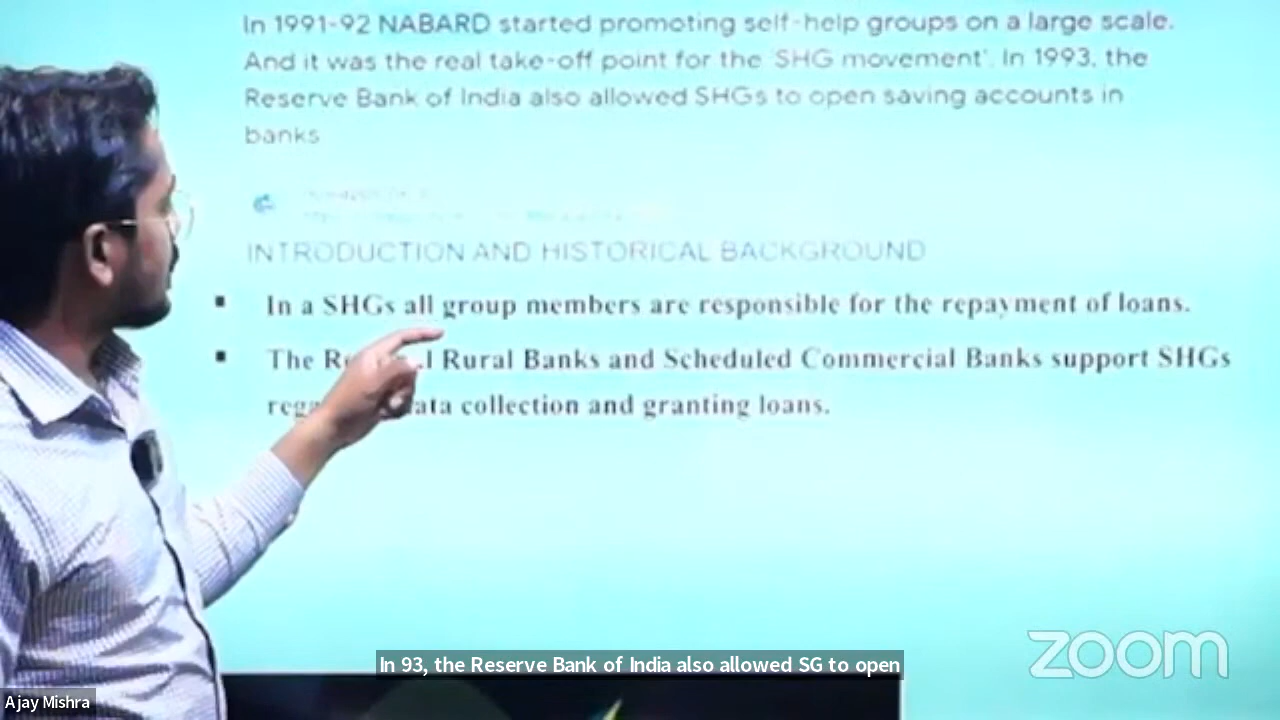 In 1991-92 NABARD started promoting self-help groups on a large scale.
And it was the real take-off point for the 'SHG movement'. In 1993, the
Reserve Bank of India also allowed SHGs to open saving accounts in
banks
INTRODUCTION AND HISTORICAL BACKGROUND
▪ In a SHGs all group members are responsible for the repayment of loans.
▪ The Rural Banks and Scheduled Commercial Banks support SHGs
collection and granting loans.
In 93, the Reserve Bank of India also allowed SG to open
zoom
Ajay Mishra